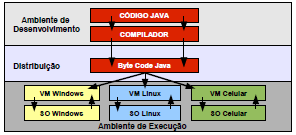 Ambiente de
Desenvolvimento
CÓDIGO JAVA
COMPILADOR
Distribuição
Byte Code Java
VM Windows
VM Linux
VM Celular
SO Windows
SO Linux
SO Celular
Ambiente de Execução